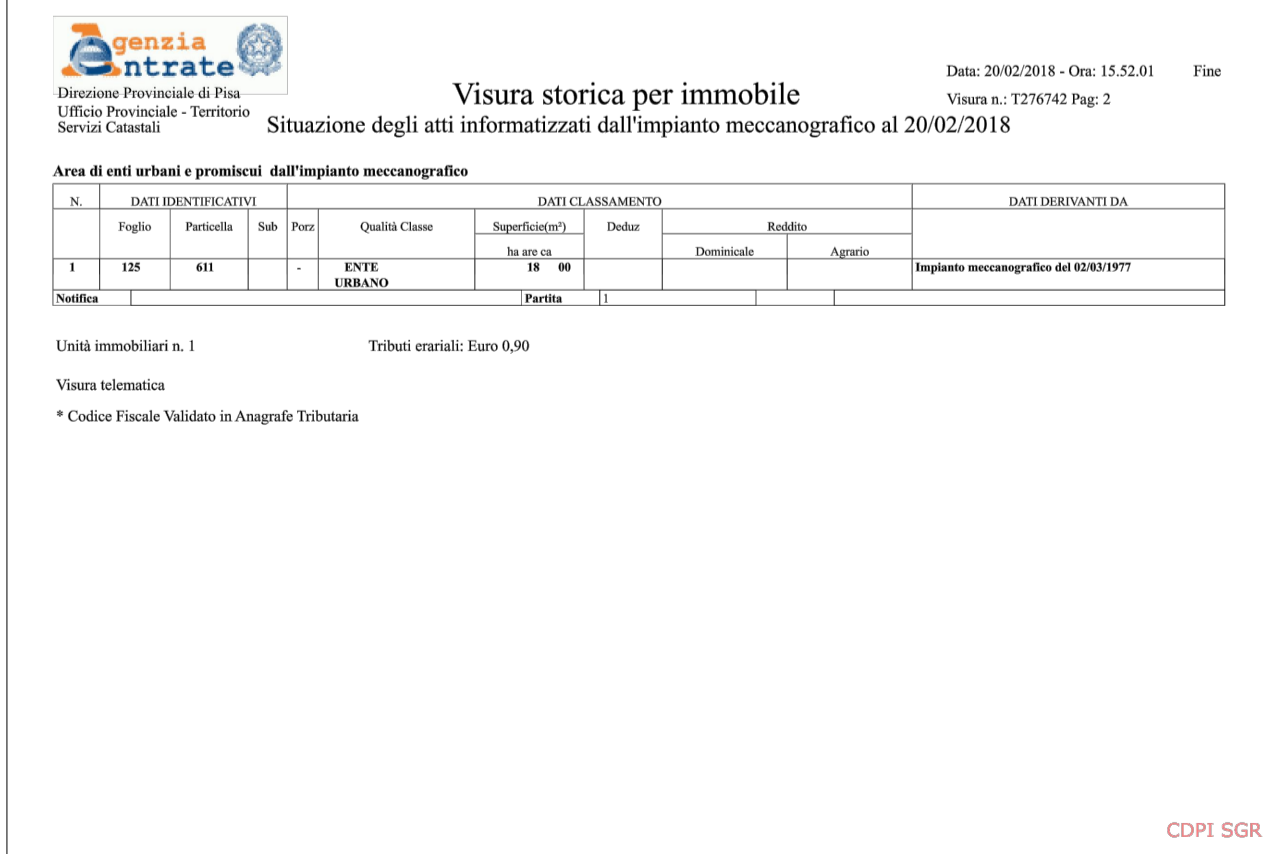 Agenzia
Entrate
Direzione Provinciale di Pisa
Ufficio Provinciale - Territorio
Servizi Catastali
Visura storica per immobile
Situazione degli atti informatizzati dall'impianto meccanografico al 20/02/2018
Data: 20/02/2018 - Ora: 15.52.01 Fine
Visura n.: T276742 Pag: 2
Area di enti urbani e promiscui dall'impianto meccanografico
N. DATI IDENTIFICATIVI DATI CLASSAMENTO DATI DERIVANTI DA
Foglio Particella Sub Porz Qualità Classe Superficie(m²) Deduz Reddito
ha are ca Dominicale Agrario
1 125 611 - ENTE 18 00 Impianto meccanografico del 02/03/1977
URBANO
Notifica Partita 1
Unità immobiliari n. 1 Tributi erariali: Euro 0,90
Visura telematica
* Codice Fiscale Validato in Anagrafe Tributaria
CDPI SGR